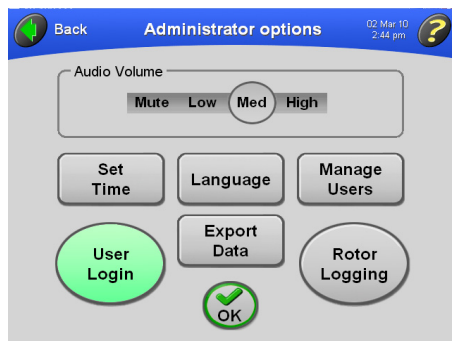 Back
Administrator options
02 Mar 10
2:44 pm
?
Audio Volume
Mute Low Med High
Set
Time
Language
Manage
Users
User
Login
Export
Data
Rotor
Logging
OK